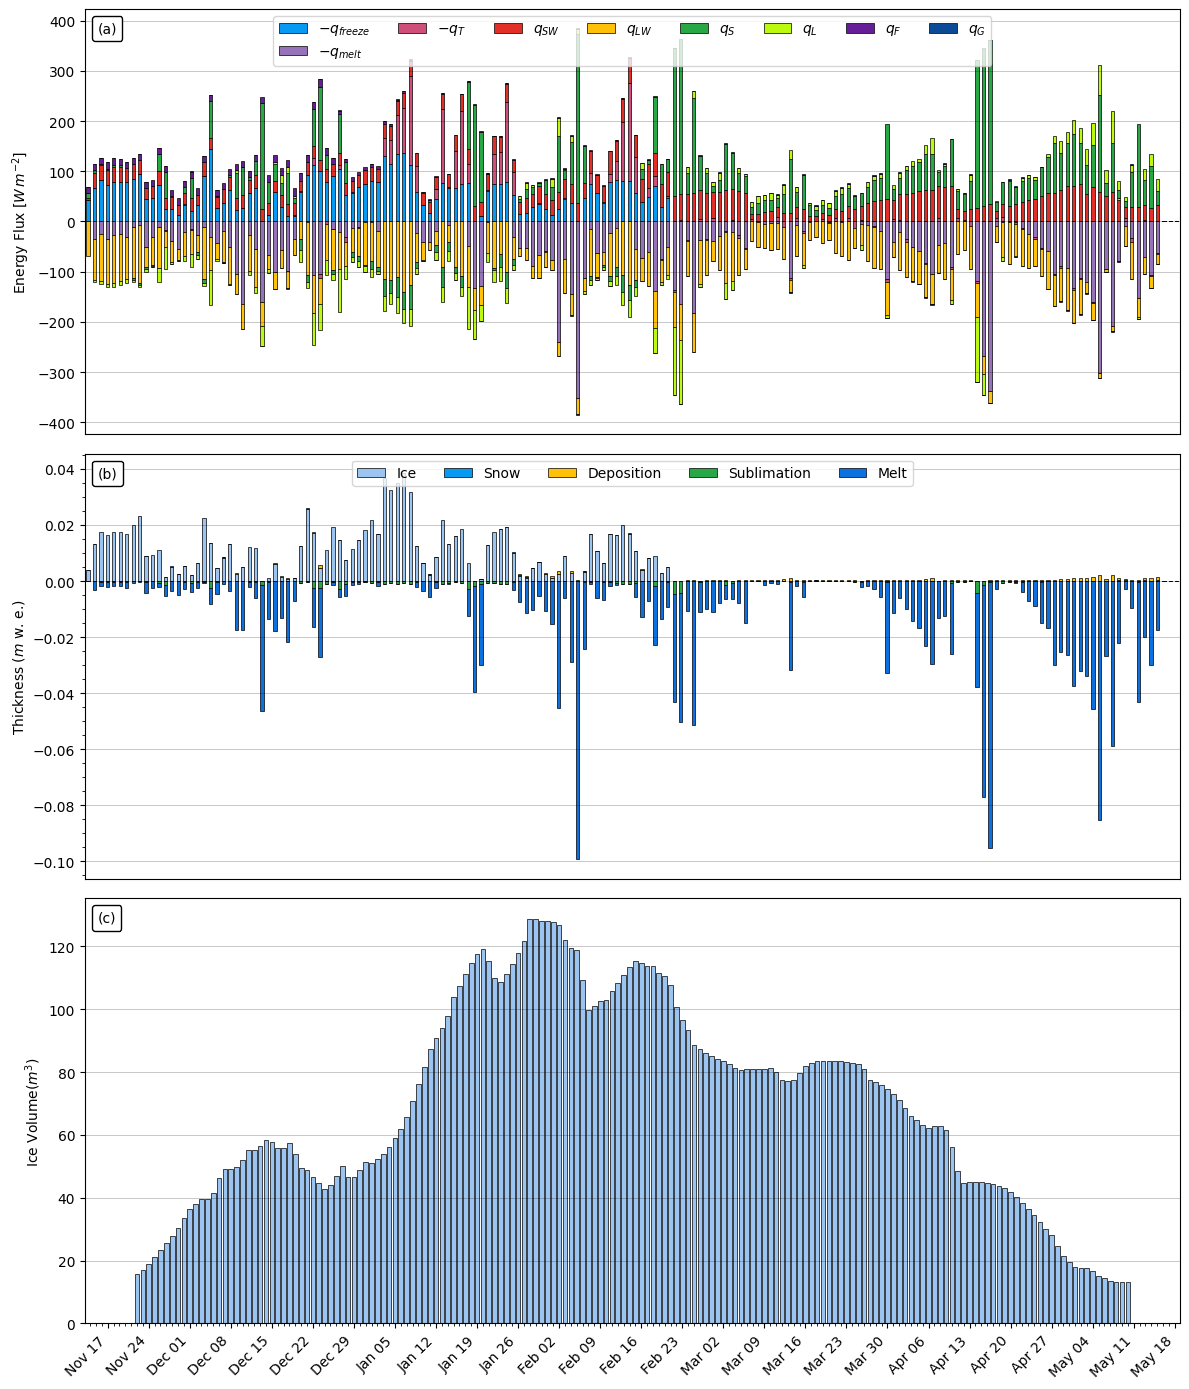 (a)
−q_freeze −q_T q_SW q_LW q_S q_L q_F q_G
−q_melt
Energy Flux [W m⁻²]
400
300
200
100
0
−100
−200
−300
−400
(b)
Ice Snow Deposition Sublimation Melt
Thickness (m w. e.)
0.04
0.02
0.00
−0.02
−0.04
−0.06
−0.08
−0.10
(c)
Ice Volume(m³)
120
100
80
60
40
20
0
Nov 17 Nov 24 Dec 01 Dec 08 Dec 15 Dec 22 Dec 29 Jan 05 Jan 12 Jan 19 Jan 26 Feb 02 Feb 09 Feb 16 Feb 23 Mar 02 Mar 09 Mar 16 Mar 23 Mar 30 Apr 06 Apr 13 Apr 20 Apr 27 May 04 May 11 May 18